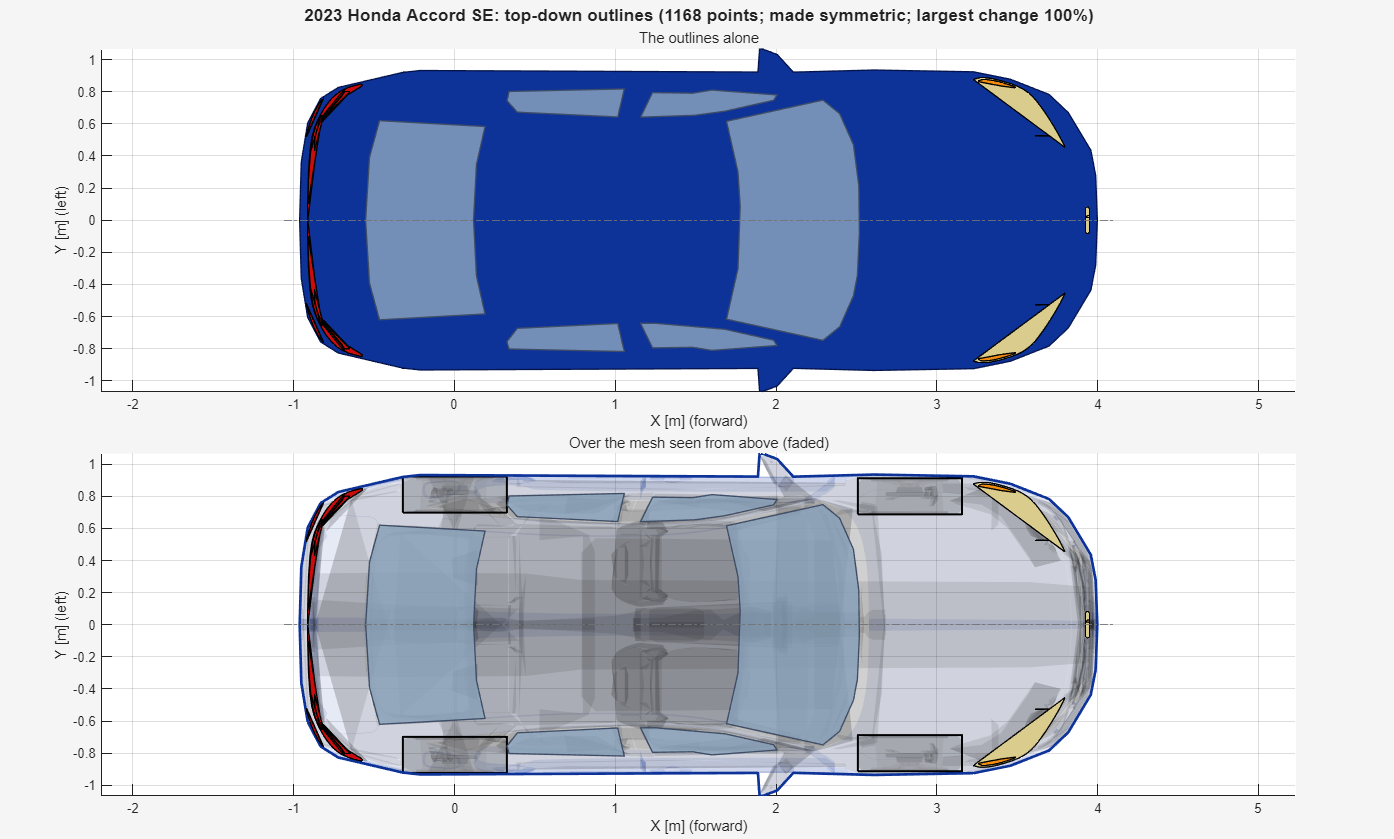 2023 Honda Accord SE: top-down outlines (1168 points; made symmetric; largest change 100%)
The outlines alone
1
0.8
0.6
0.4
0.2
0
-0.2
-0.4
-0.6
-0.8
-1
Y [m] (left)
-2 -1 0 1 2 3 4 5
X [m] (forward)
Over the mesh seen from above (faded)
1
0.8
0.6
0.4
0.2
0
-0.2
-0.4
-0.6
-0.8
-1
Y [m] (left)
-2 -1 0 1 2 3 4 5
X [m] (forward)